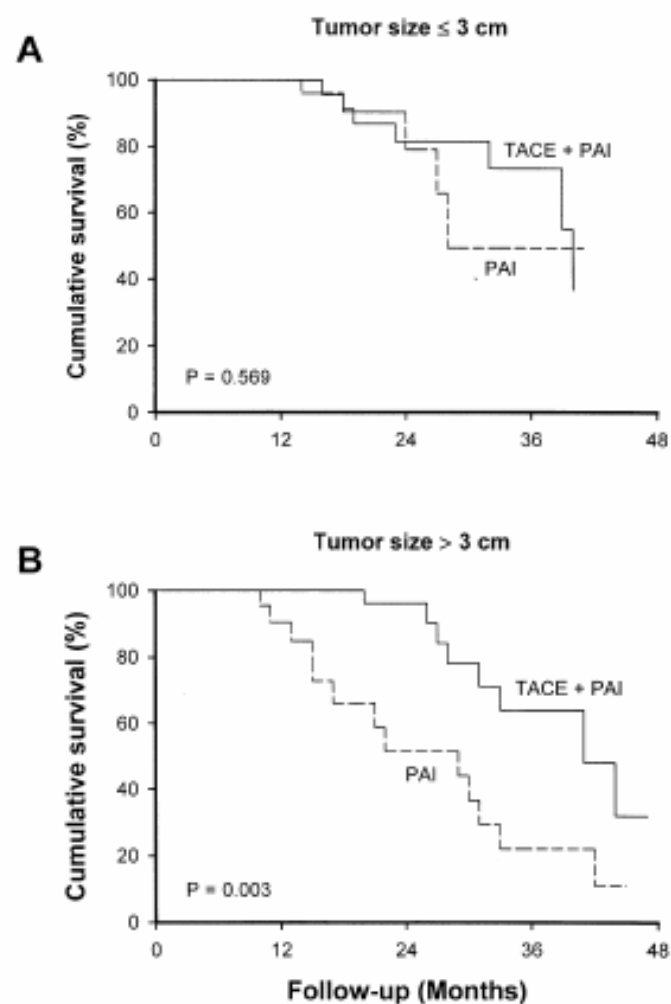 A
Tumor size ≤ 3 cm
Cumulative survival (%)
100
80
60
40
20
0
TACE + PAI
PAI
P = 0.569
0 12 24 36 48
B
Tumor size > 3 cm
Cumulative survival (%)
100
80
60
40
20
0
TACE + PAI
PAI
P = 0.003
0 12 24 36 48
Follow-up (Months)